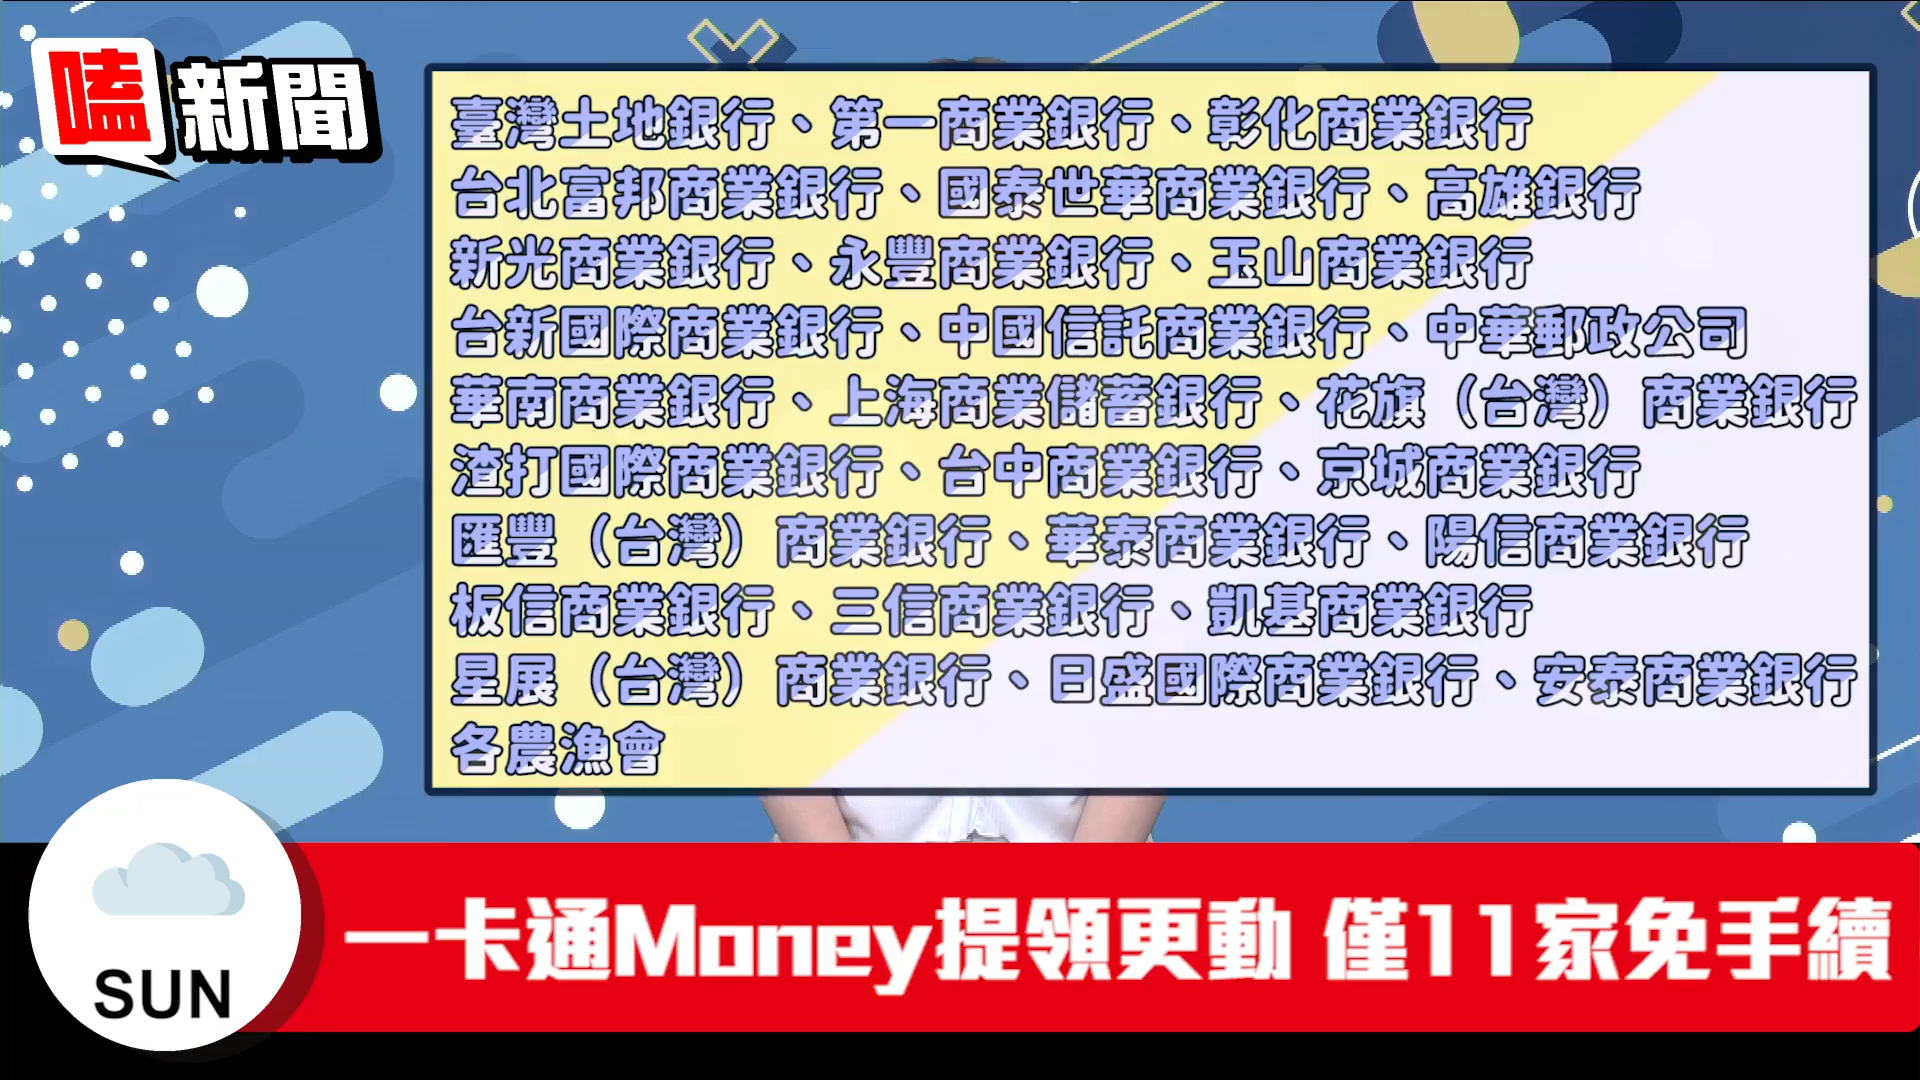 嗑新聞
臺灣土地銀行、第一商業銀行、彰化商業銀行
台北富邦商業銀行、國泰世華商業銀行、高雄銀行
新光商業銀行、永豐商業銀行、玉山商業銀行
台新國際商業銀行、中國信託商業銀行、中華郵政公司
華南商業銀行、上海商業儲蓄銀行、花旗（台灣）商業銀行
渣打國際商業銀行、台中商業銀行、京城商業銀行
匯豐（台灣）商業銀行、華泰商業銀行、陽信商業銀行
板信商業銀行、三信商業銀行、凱基商業銀行
星展（台灣）商業銀行、日盛國際商業銀行、安泰商業銀行
各農漁會
SUN
一卡通Money提領更動 僅11家免手續